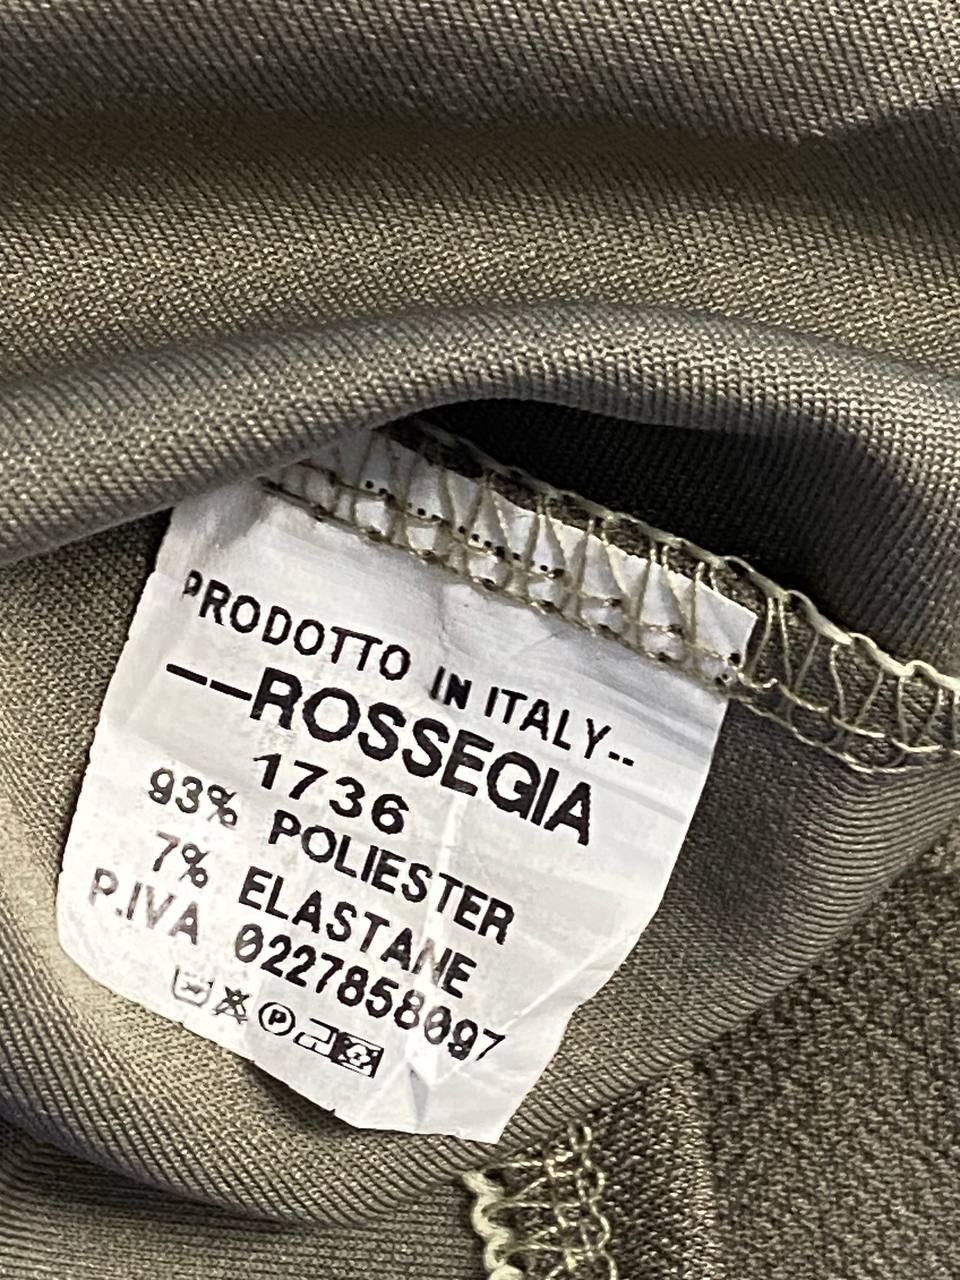 PRODOTTO IN ITALY--
--ROSSEGIA
1736
93% POLIESTER
7% ELASTANE
P.IVA 0227858097